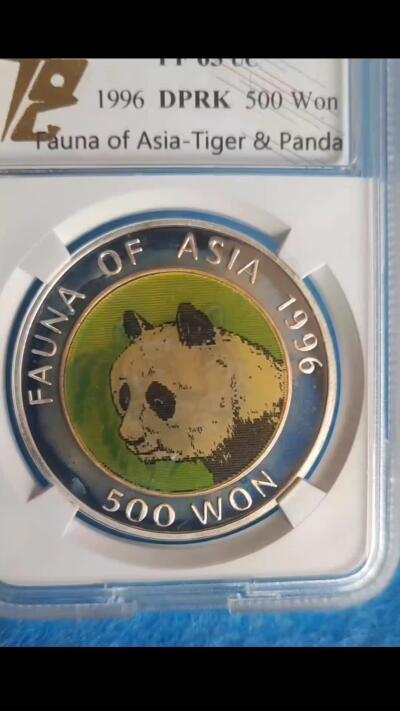 1996 DPRK 500 Won
Fauna of Asia-Tiger & Panda
FAUNA OF ASIA 1996
500 WON